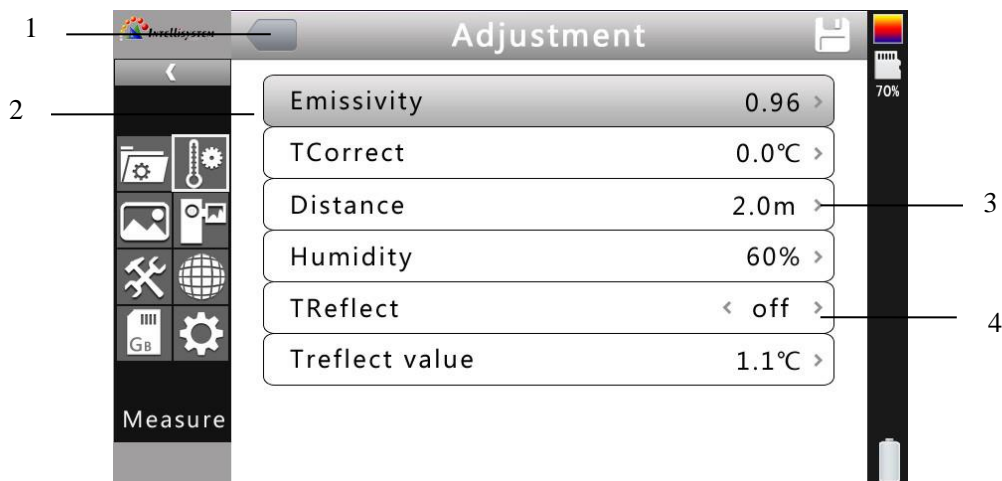 1
Intellisystem
Adjustment
70%
2
Emissivity 0.96 >
TCorrect 0.0℃ >
Distance 2.0m >
3
Humidity 60% >
TReflect < off >
4
Treflect value 1.1℃ >
GB
Measure